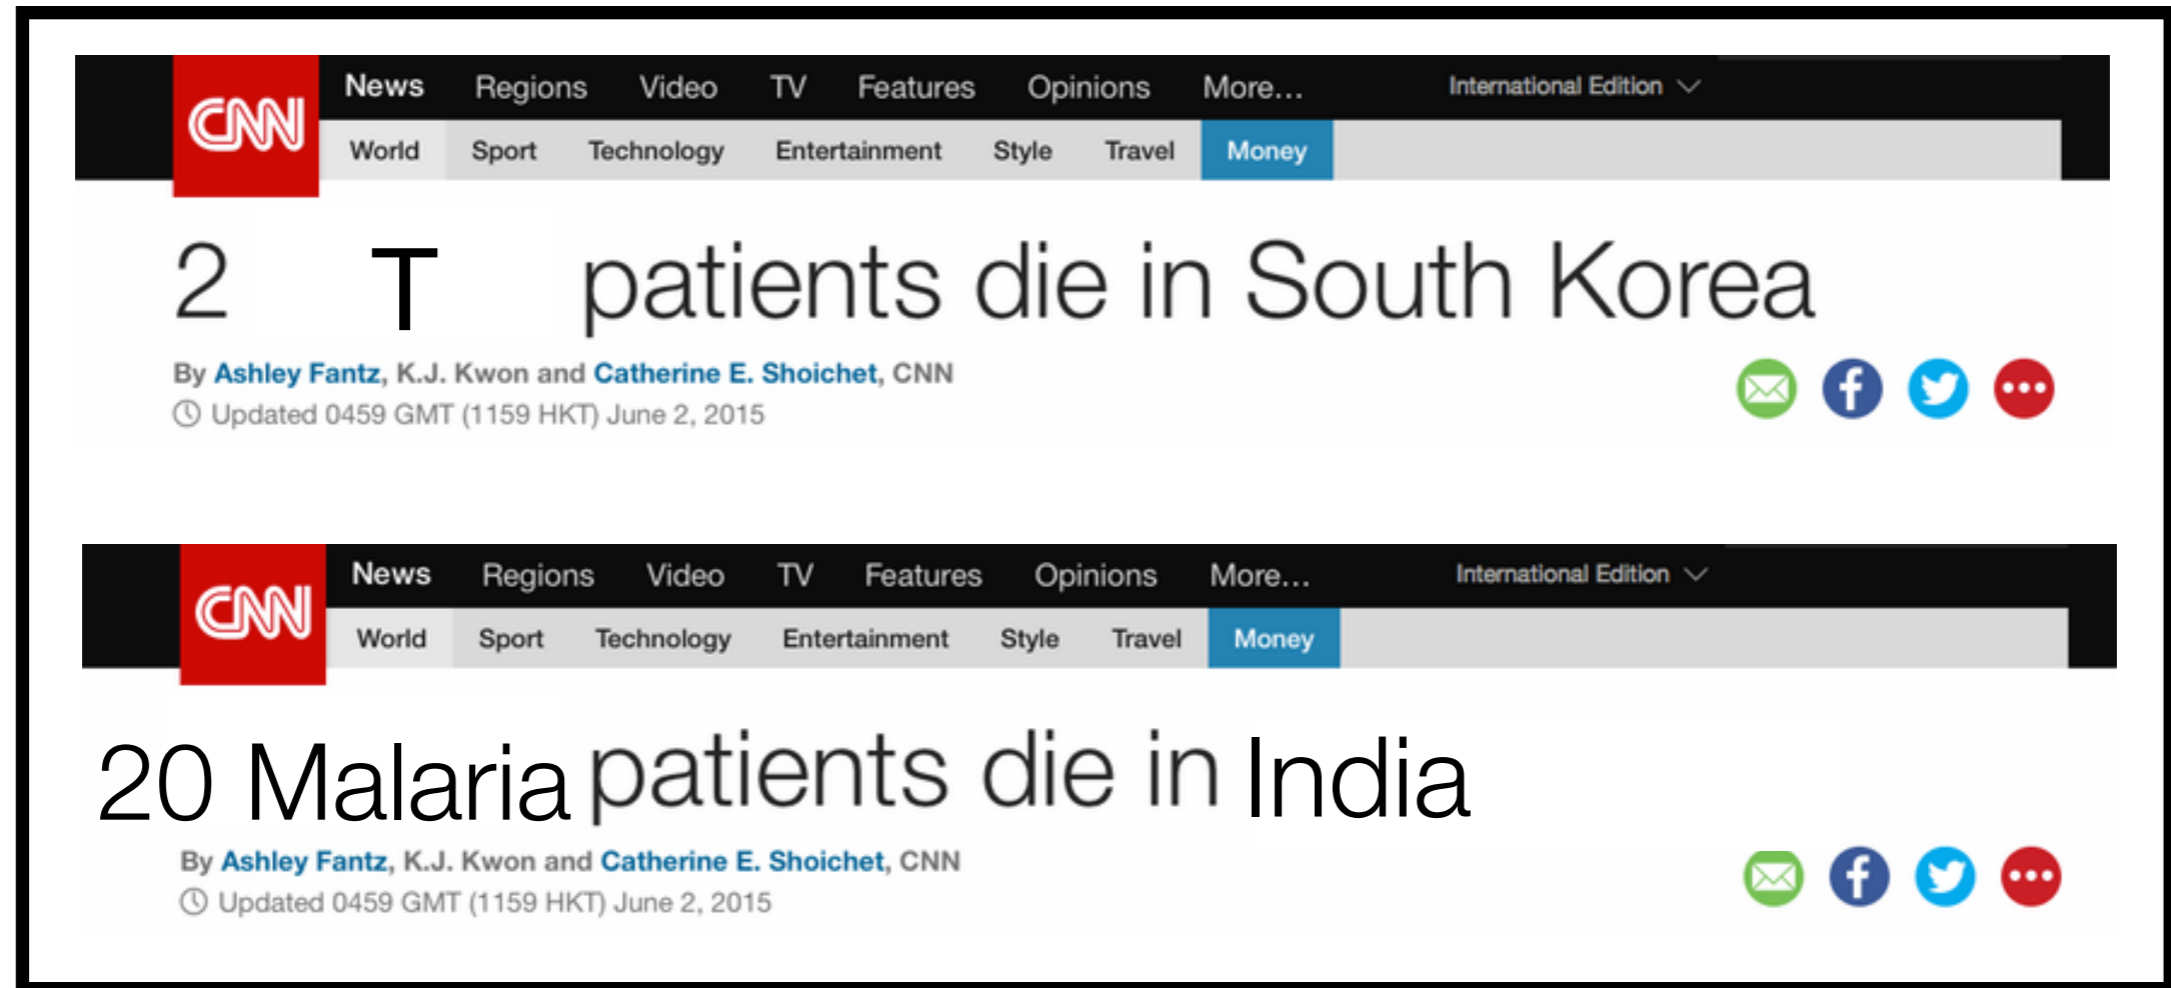 CNN News Regions Video TV Features Opinions More... International Edition
World Sport Technology Entertainment Style Travel Money
2 T patients die in South Korea
By Ashley Fantz, K.J. Kwon and Catherine E. Shoichet, CNN
Updated 0459 GMT (1159 HKT) June 2, 2015
CNN News Regions Video TV Features Opinions More... International Edition
World Sport Technology Entertainment Style Travel Money
20 Malaria patients die in India
By Ashley Fantz, K.J. Kwon and Catherine E. Shoichet, CNN
Updated 0459 GMT (1159 HKT) June 2, 2015